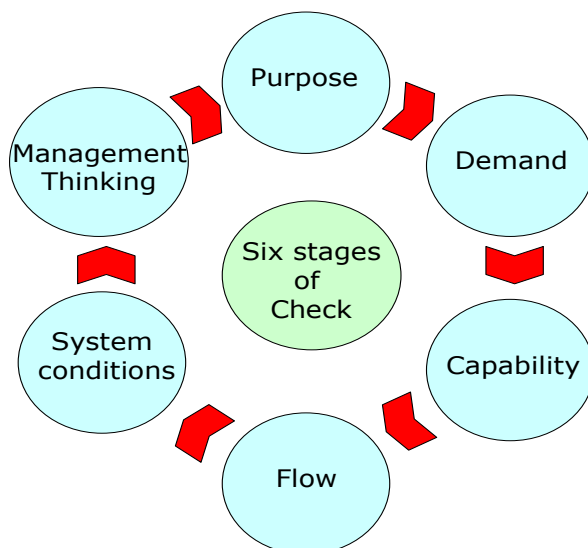 Purpose
Demand
Capability
Flow
System
conditions
Management
Thinking
Six stages
of
Check